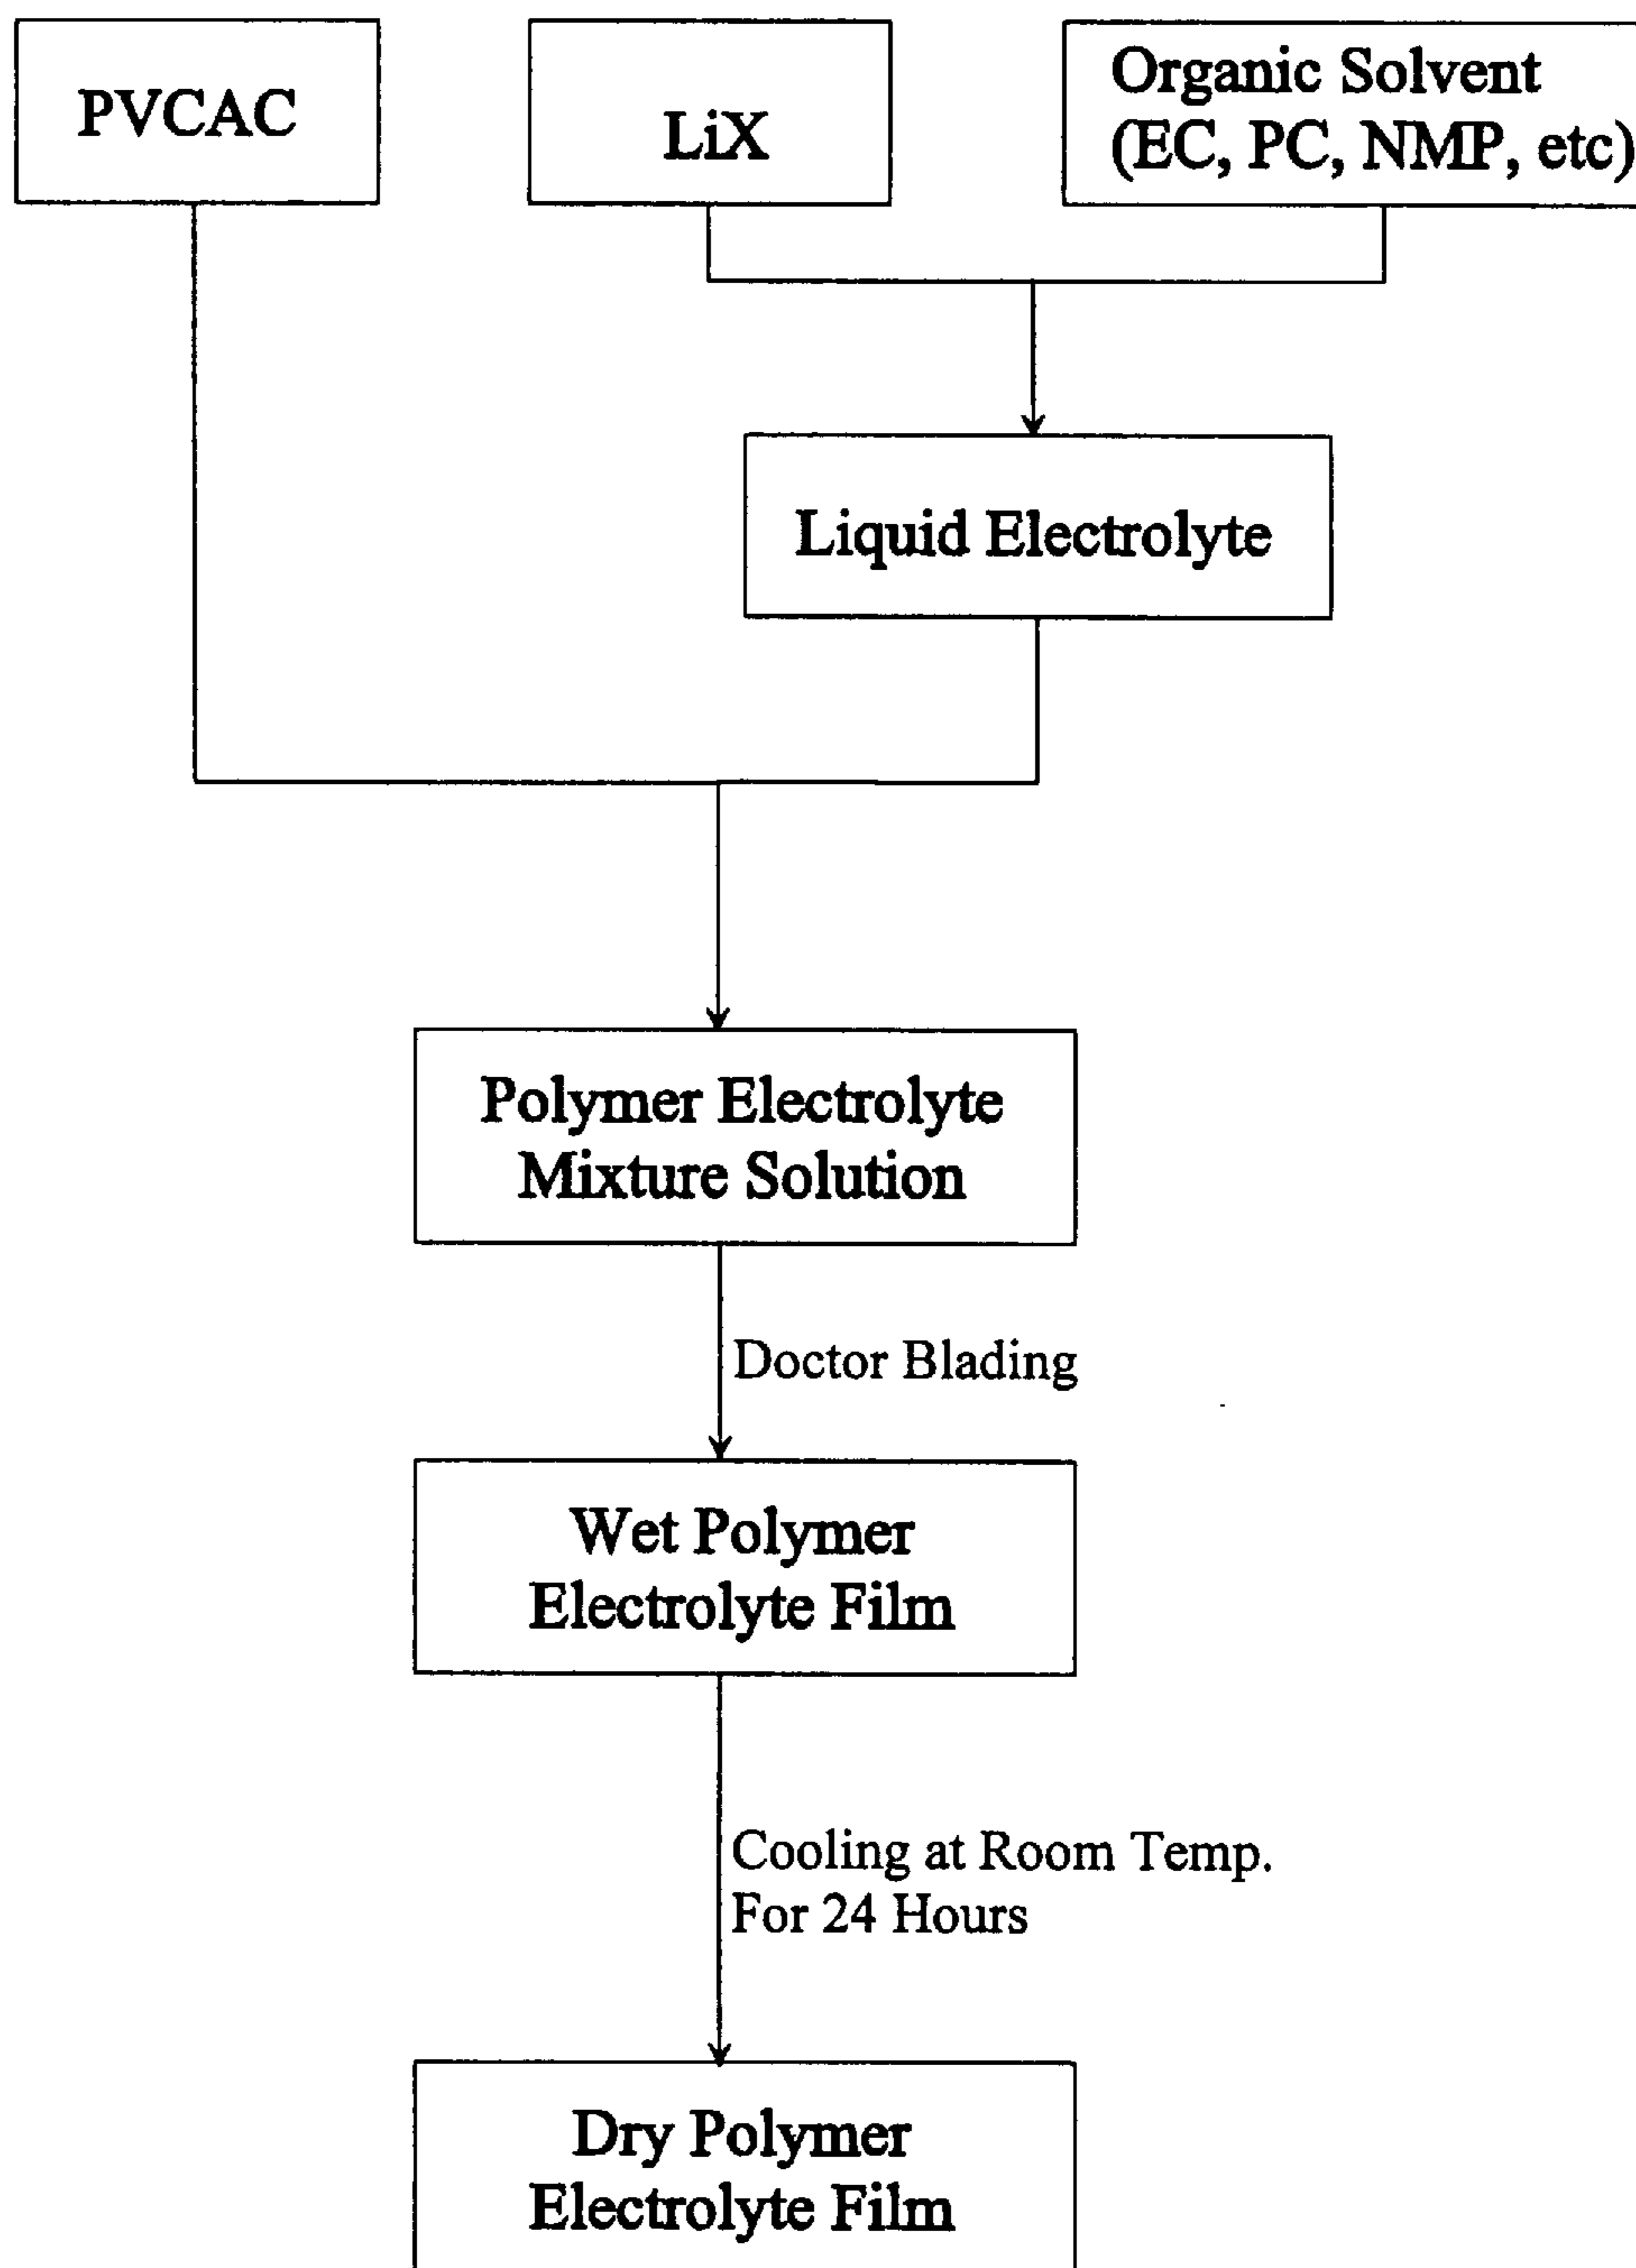 PVCAC
LiX
Organic Solvent
(EC, PC, NMP, etc)
Liquid Electrolyte
Polymer Electrolyte
Mixture Solution
Doctor Blading
Wet Polymer
Electrolyte Film
Cooling at Room Temp.
For 24 Hours
Dry Polymer
Electrolyte Film